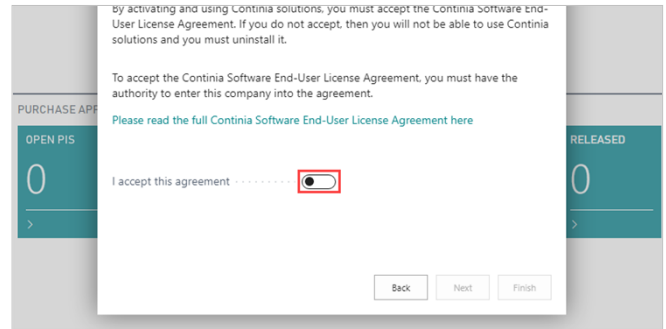 By activating and using Continia solutions, you must accept the Continia Software End-
User License Agreement. If you do not accept, then you will not be able to use Continia
solutions and you must uninstall it.
To accept the Continia Software End-User License Agreement, you must have the
authority to enter this company into the agreement.
PURCHASE APP
Please read the full Continia Software End-User License Agreement here
OPEN PIS
RELEASED
0
0
I accept this agreement
Back
Next
Finish